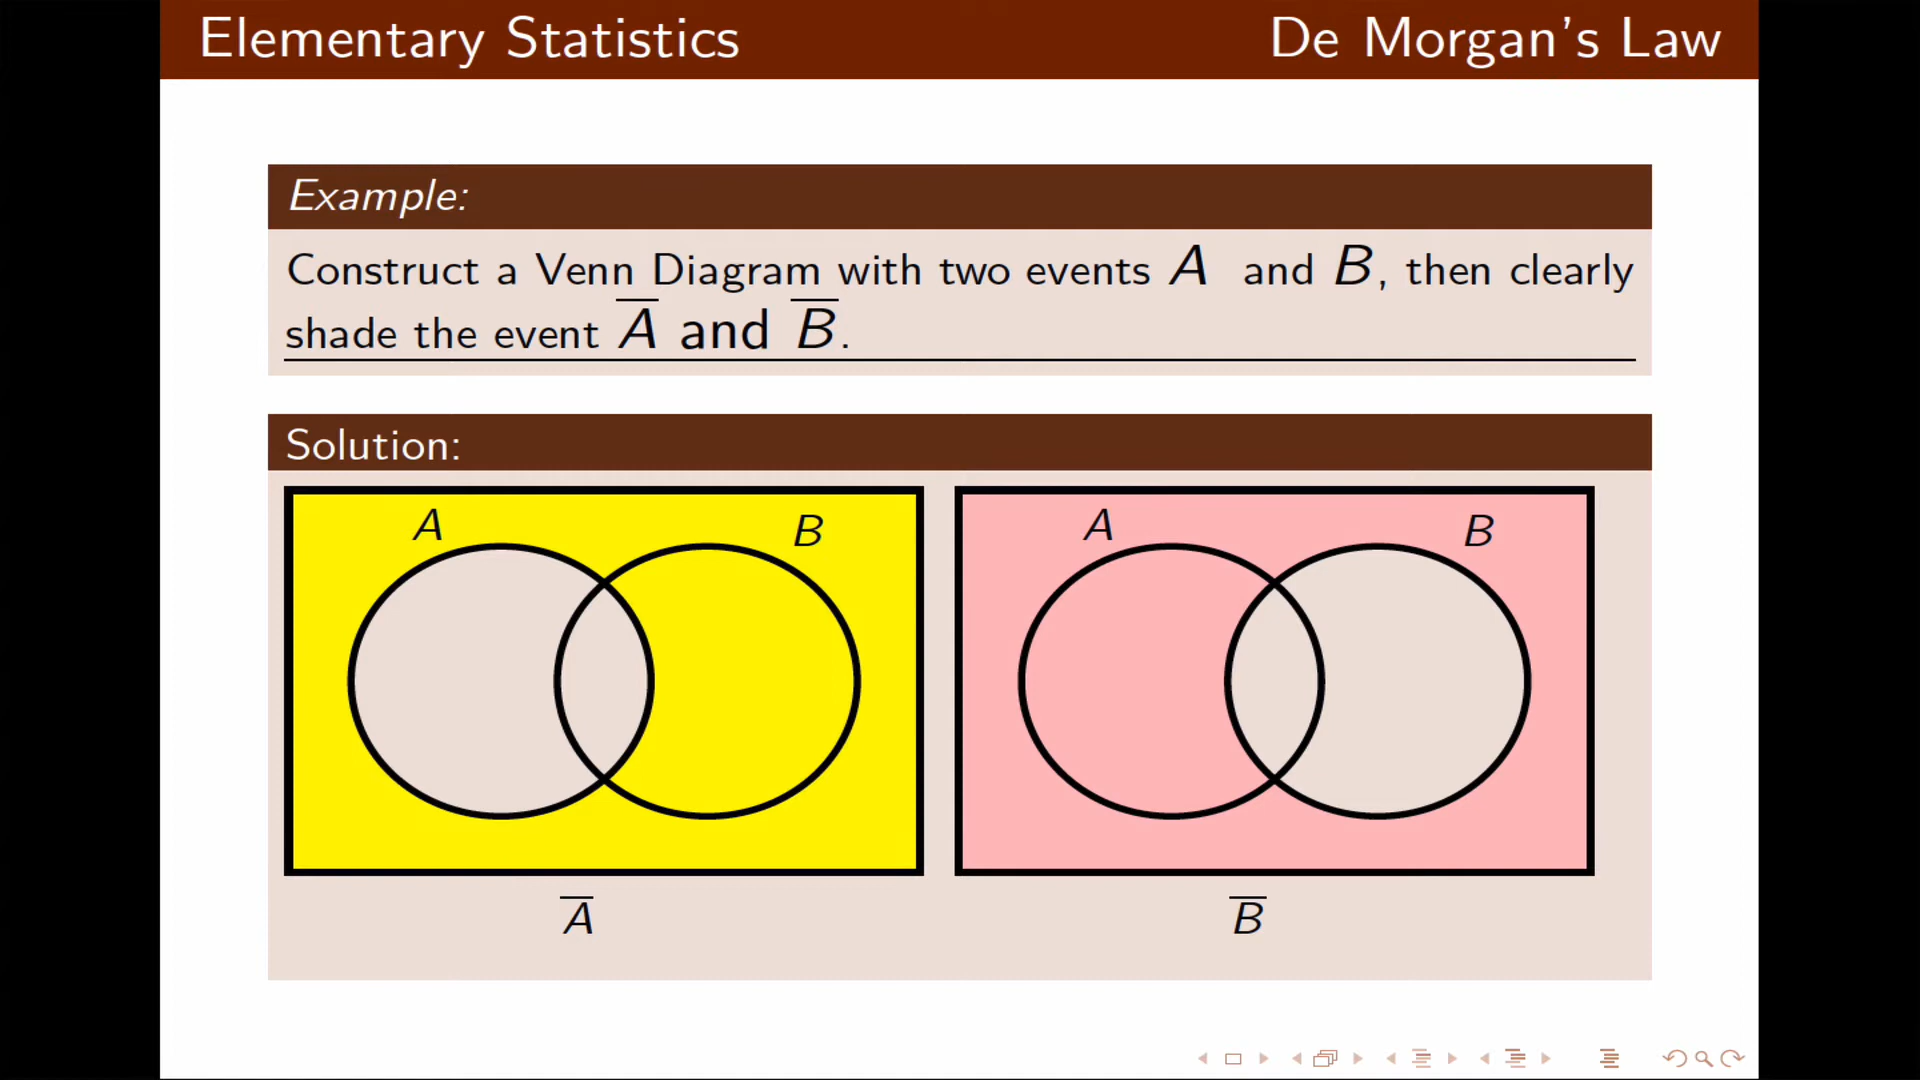 Elementary Statistics De Morgan's Law
Example:
Construct a Venn Diagram with two events A and B, then clearly
shade the event A̅ and B̅.
Solution:
A B A B
A̅ B̅